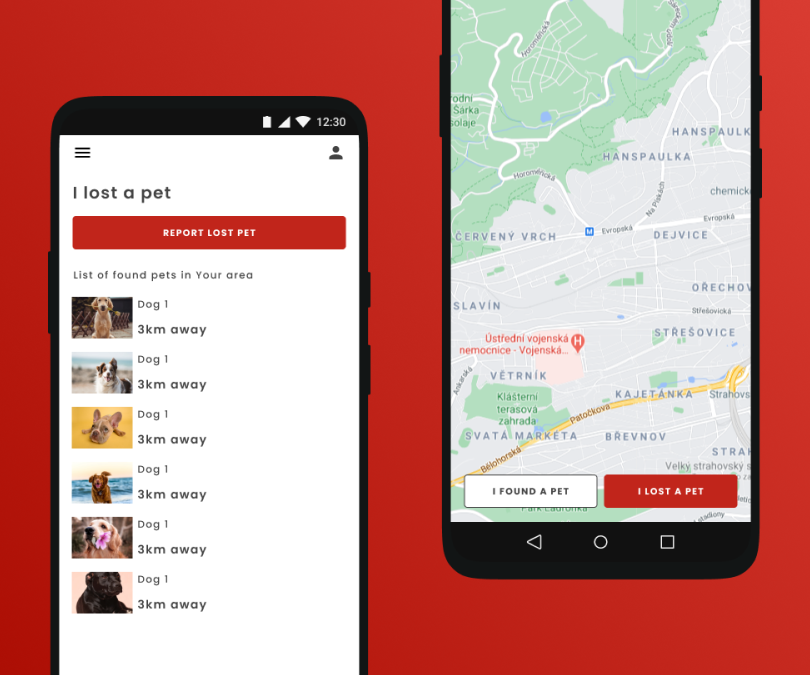 12:30
I lost a pet
REPORT LOST PET
List of found pets in Your area
Dog 1
3km away
Dog 1
3km away
Dog 1
3km away
Dog 1
3km away
Dog 1
3km away
Dog 1
3km away
Horoměřická
odní
Šárka
olaje
HANSPAULK
HANSPAULKA
Horoměřická
Na Pískách
chemick
Evropská
M
Evropská
ČERVENÝ VRCH
DEJVICE
OŘECHOV
SLAVÍN
Střešovická
STŘEŠOVICE
Ústřední vojenská
nemocnice - Vojenská...
H
VĚTRNÍK
Ankarská
KAJETÁNKA
Strahovs
Klášterní
terasová
zahrada
Patočkova
SVATÁ MARKÉTA
BŘEVNOV
STRA
Bělohorská
Velký strahovský s
I FOUND A PET
I LOST A PET
Park Ladronka